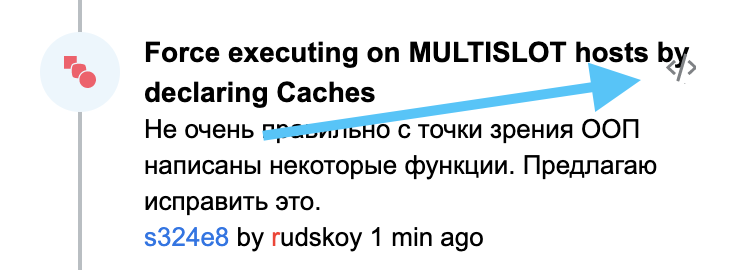 Force executing on MULTISLOT hosts by
declaring Caches
Не очень правильно с точки зрения ООП
написаны некоторые функции. Предлагаю
исправить это.
s324e8 by rudskoy 1 min ago